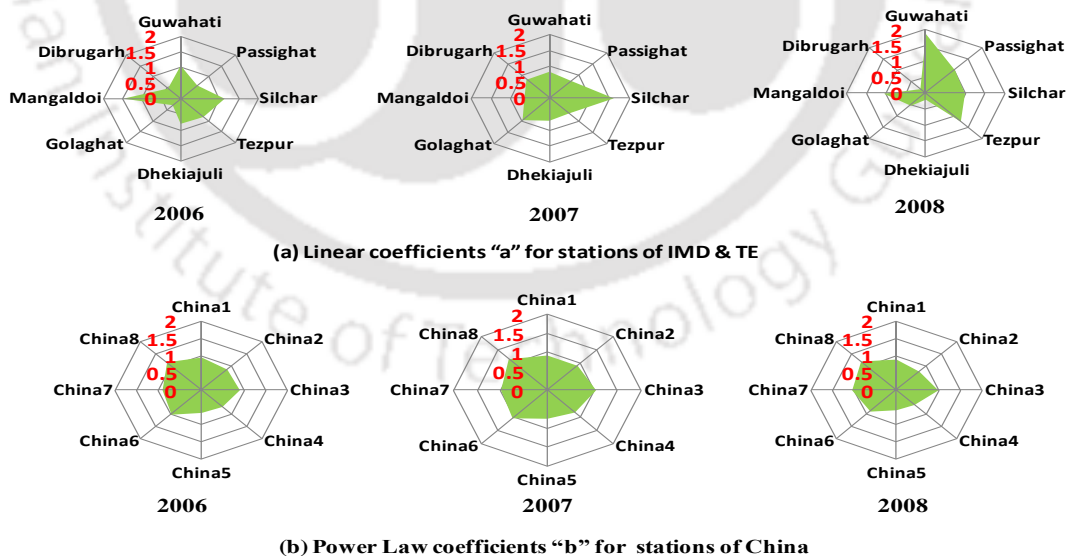 Guwahati
2
1.5
1
0.5
0
Dibrugarh
Passighat
Mangaldoi
Silchar
Golaghat
Tezpur
Dhekiajuli
2006
Guwahati
2
1.5
1
0.5
0
Dibrugarh
Passighat
Mangaldoi
Silchar
Golaghat
Tezpur
Dhekiajuli
2007
Guwahati
2
1.5
1
0.5
0
Dibrugarh
Passighat
Mangaldoi
Silchar
Golaghat
Tezpur
Dhekiajuli
2008
(a) Linear coefficients “a” for stations of IMD & TE
China1
2
1.5
1
0.5
0
China8
China2
China7
China3
China6
China4
China5
2006
China1
2
1.5
1
0.5
0
China8
China2
China7
China3
China6
China4
China5
2007
China1
2
1.5
1
0.5
0
China8
China2
China7
China3
China6
China4
China5
2008
(b) Power Law coefficients “b” for stations of China
Institute of Technology